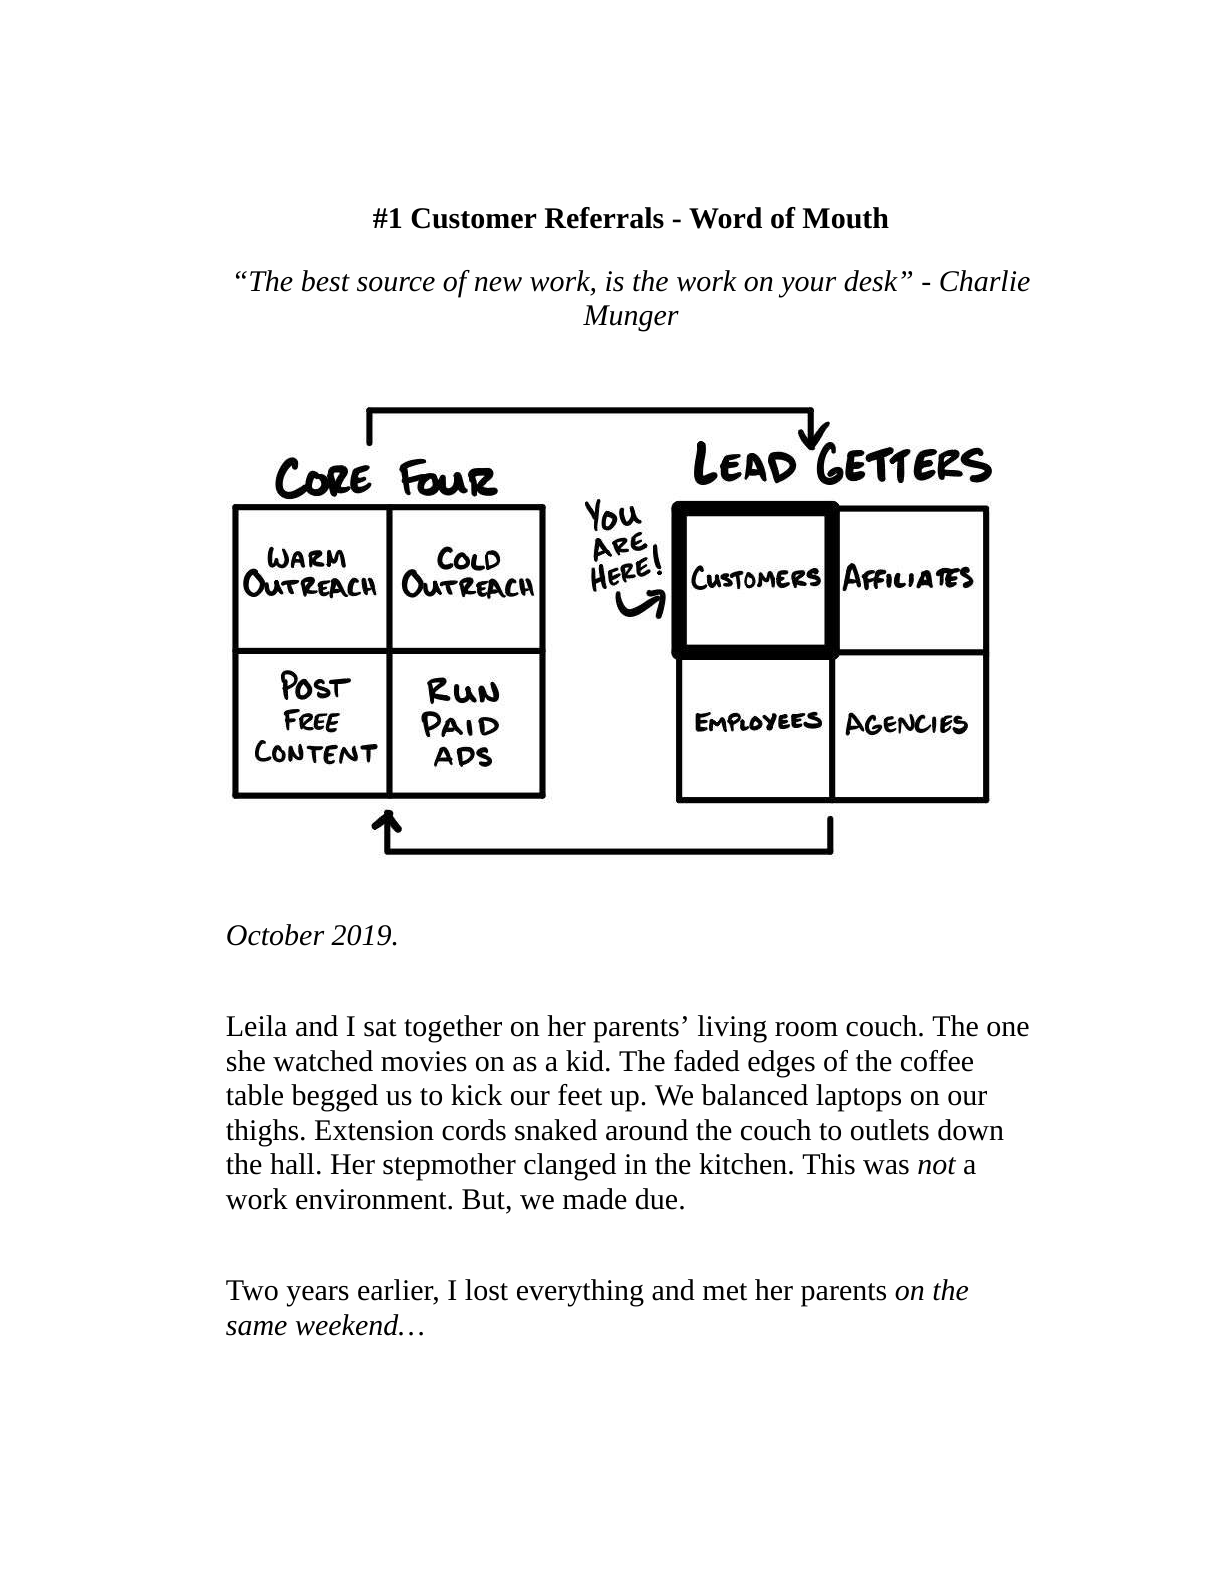 #1 Customer Referrals - Word of Mouth
“The best source of new work, is the work on your desk” - Charlie
Munger
CORE FOUR
WARM
OUTREACH
COLD
OUTREACH
POST
FREE
CONTENT
RUN
PAID
ADS
YOU
ARE
HERE!
LEAD GETTERS
CUSTOMERS
AFFILIATES
EMPLOYEES
AGENCIES
October 2019.
Leila and I sat together on her parents’ living room couch. The one
she watched movies on as a kid. The faded edges of the coffee
table begged us to kick our feet up. We balanced laptops on our
thighs. Extension cords snaked around the couch to outlets down
the hall. Her stepmother clanged in the kitchen. This was not a
work environment. But, we made due.
Two years earlier, I lost everything and met her parents on the
same weekend…